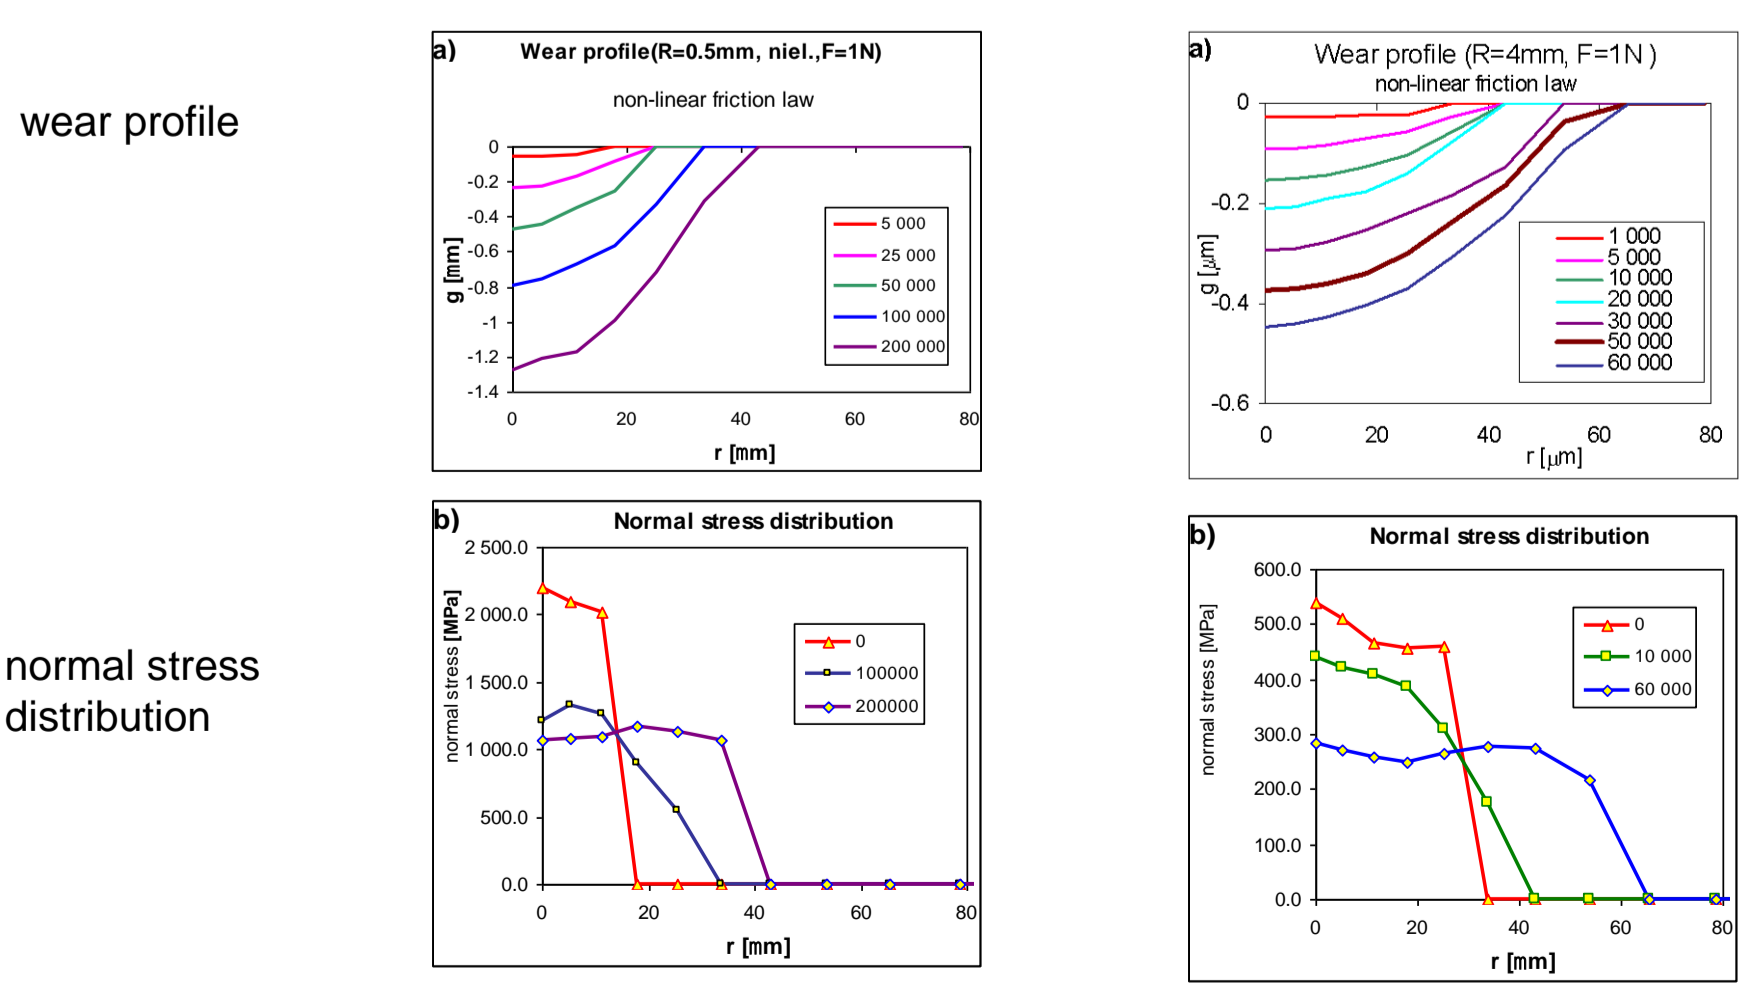 wear profile
a)
Wear profile(R=0.5mm, niel.,F=1N)
non-linear friction law
0
-0.2
-0.4
-0.6
-0.8
-1
-1.2
-1.4
g [mm]
5 000
25 000
50 000
100 000
200 000
0 20 40 60 80
r [mm]
a)
Wear profile (R=4mm, F=1N )
non-linear friction law
0
-0.2
-0.4
-0.6
g [μm]
1 000
5 000
10 000
20 000
30 000
50 000
60 000
0 20 40 60 80
r [μm]
normal stress
distribution
b)
Normal stress distribution
2 500.0
2 000.0
1 500.0
1 000.0
500.0
0.0
normal stress [MPa]
0
100000
200000
0 20 40 60 80
r [mm]
b)
Normal stress distribution
600.0
500.0
400.0
300.0
200.0
100.0
0.0
normal stress [MPa]
0
10 000
60 000
0 20 40 60 80
r [mm]